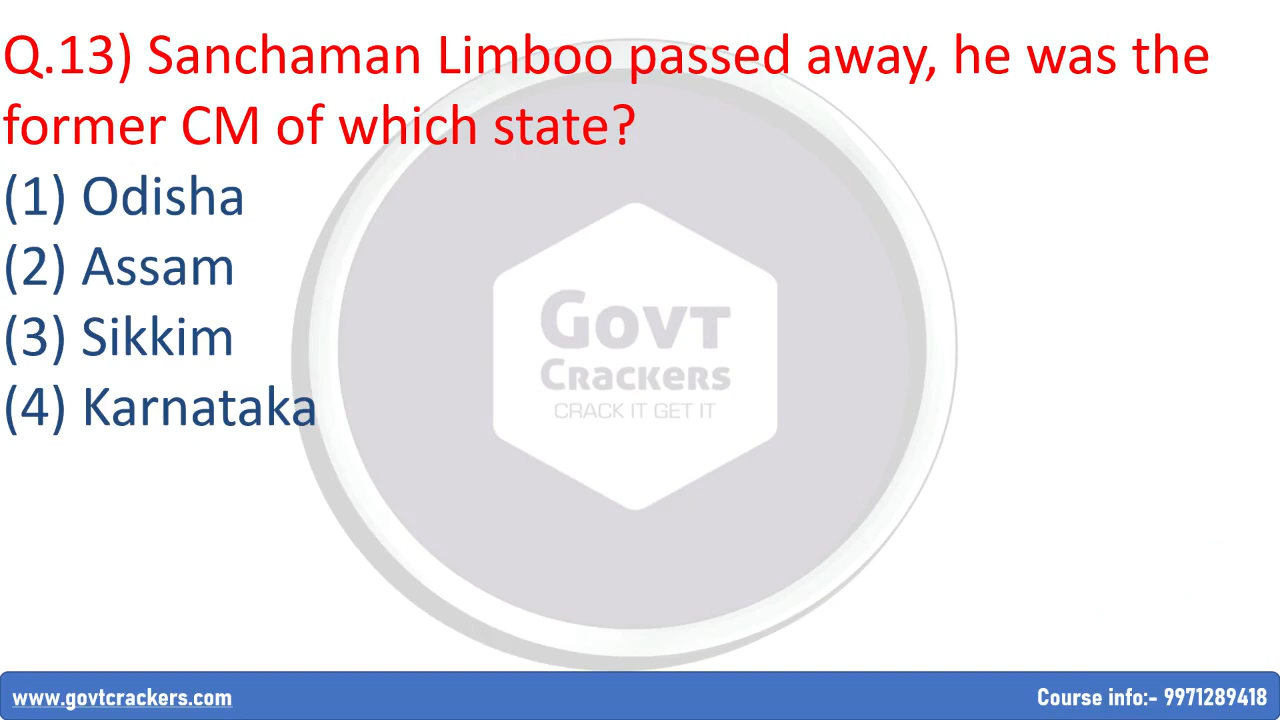 Q.13) Sanchaman Limboo passed away, he was the
former CM of which state?
(1) Odisha
(2) Assam
(3) Sikkim
(4) Karnataka
GOVT
CRACKERS
CRACK IT GET IT
www.govtcrackers.com
Course info:- 9971289418